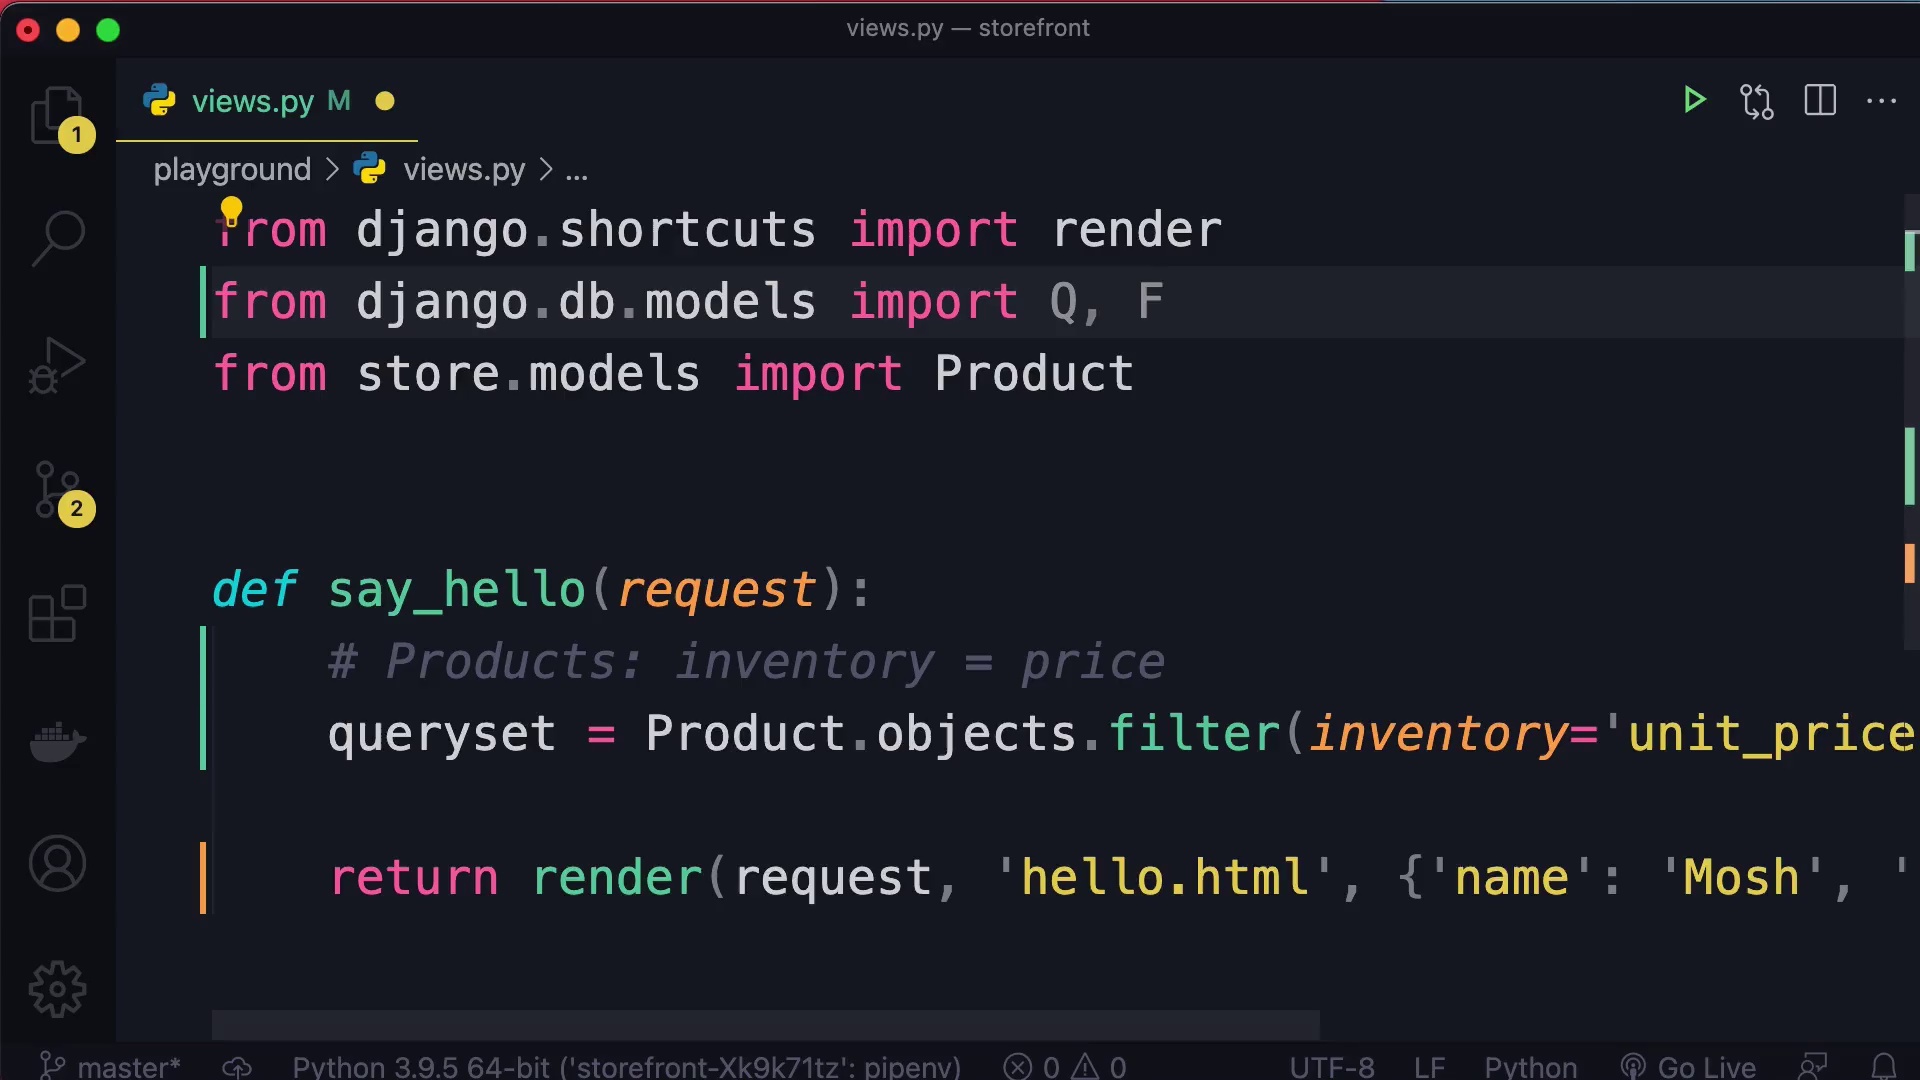 views.py — storefront
views.py M
1
playground > views.py > ...
from django.shortcuts import render
from django.db.models import Q, F
from store.models import Product
2
def say_hello(request):
# Products: inventory = price
queryset = Product.objects.filter(inventory='unit_price
return render(request, 'hello.html', {'name': 'Mosh', '
master* Python 3.9.5 64-bit ('storefront-Xk9k71tz': pipenv) 0 0 UTF-8 LF Python Go Live